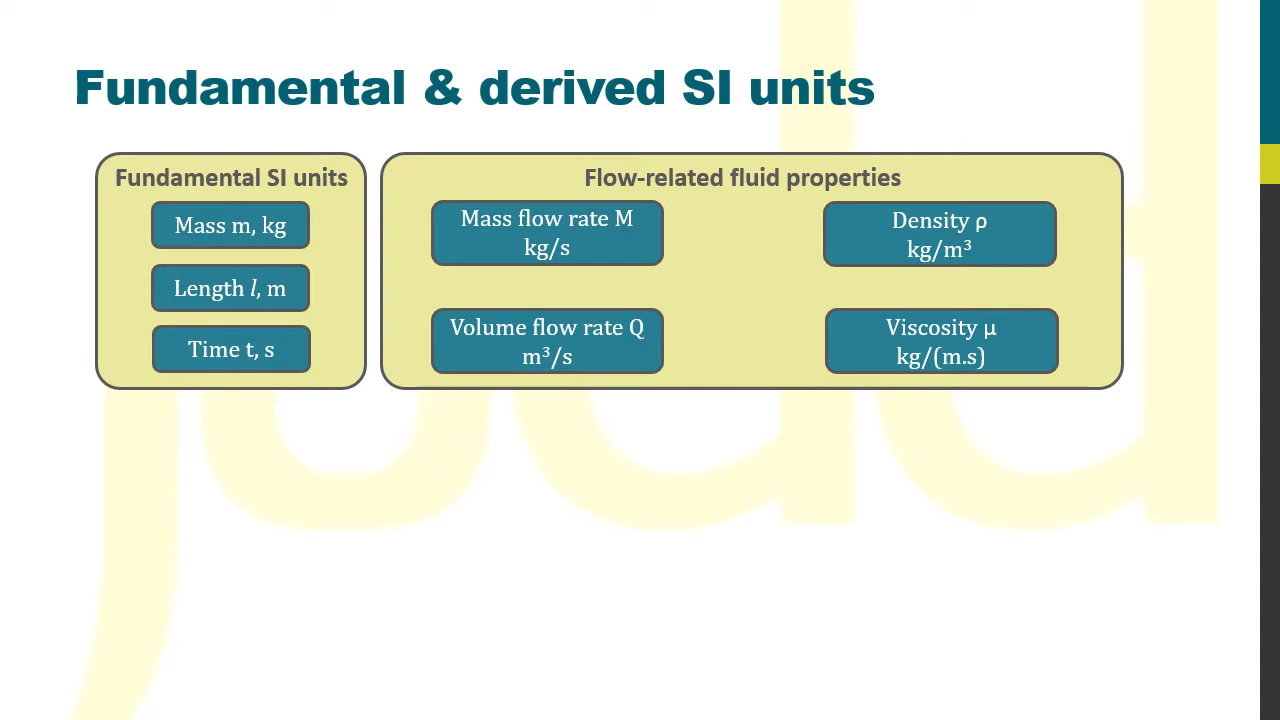 Fundamental & derived SI units
Fundamental SI units
Mass m, kg
Length l, m
Time t, s
Flow-related fluid properties
Mass flow rate M
kg/s
Density ρ
kg/m³
Volume flow rate Q
m³/s
Viscosity μ
kg/(m.s)